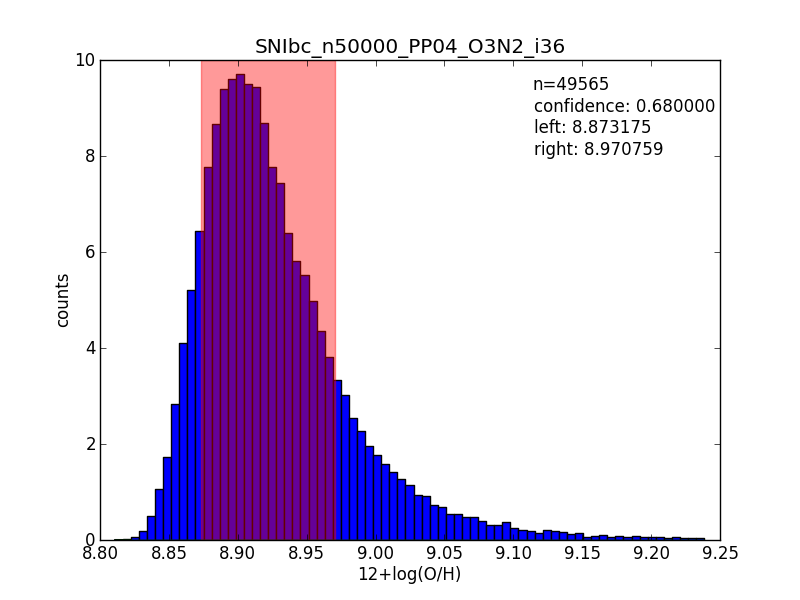 SNIbc_n50000_PP04_O3N2_i36
n=49565
confidence: 0.680000
left: 8.873175
right: 8.970759
counts
10
8
6
4
2
0
8.80 8.85 8.90 8.95 9.00 9.05 9.10 9.15 9.20 9.25
12+log(O/H)